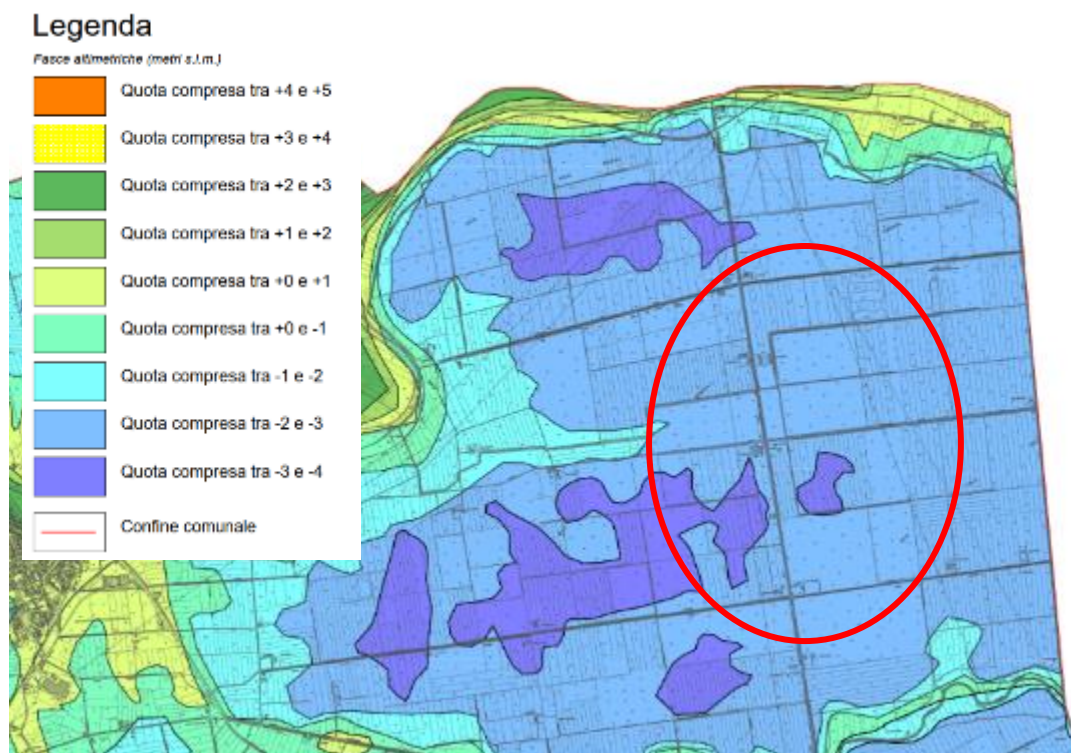 Legenda
Fasce altimetriche (metri s.l.m.)
Quota compresa tra +4 e +5
Quota compresa tra +3 e +4
Quota compresa tra +2 e +3
Quota compresa tra +1 e +2
Quota compresa tra +0 e +1
Quota compresa tra +0 e -1
Quota compresa tra -1 e -2
Quota compresa tra -2 e -3
Quota compresa tra -3 e -4
Confine comunale